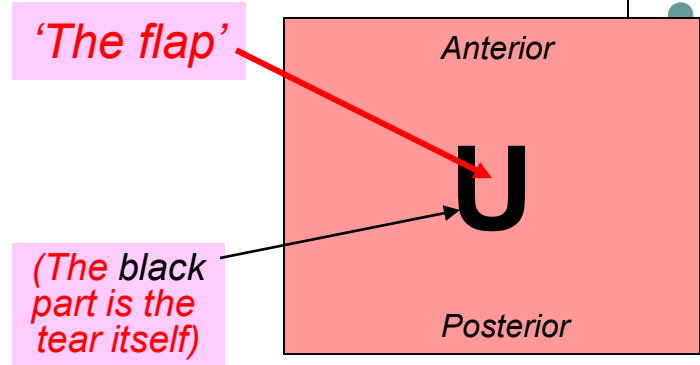 ‘The flap’
Anterior
U
(The black
part is the
tear itself)
Posterior